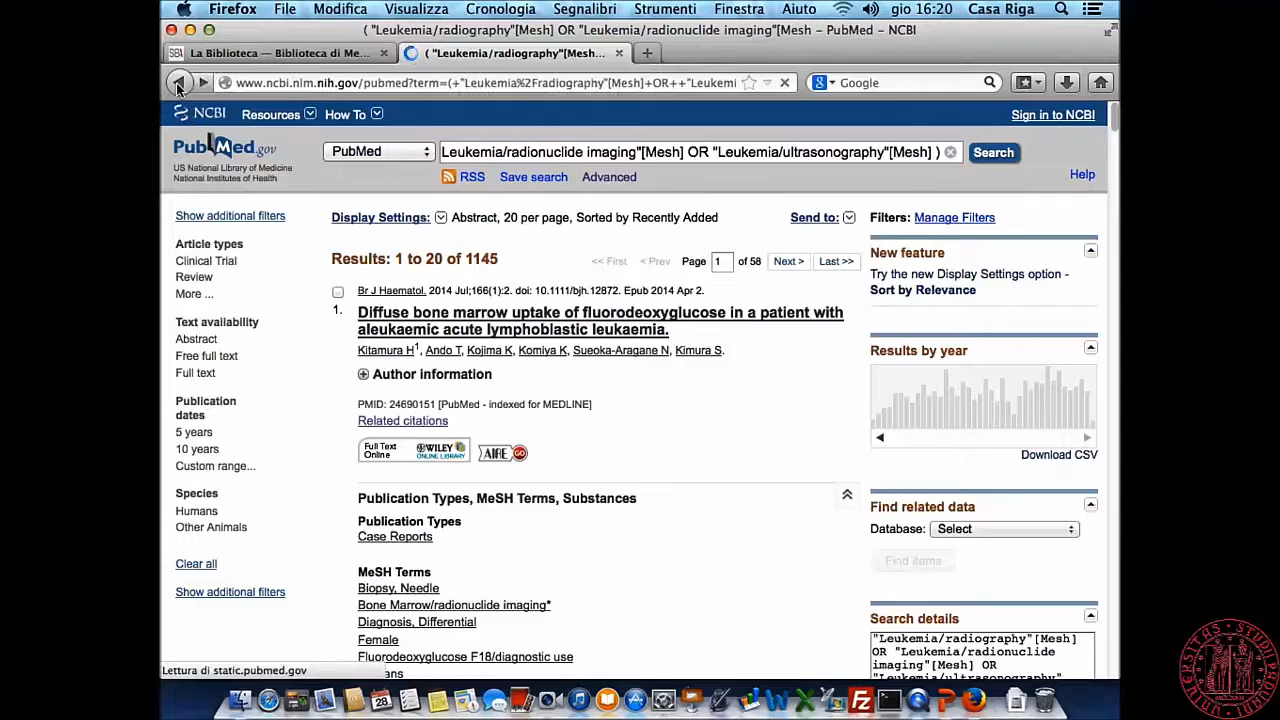 Firefox File Modifica Visualizza Cronologia Segnalibri Strumenti Finestra Aiuto gio 16:20 Casa Riga
( "Leukemia/radiography"[Mesh] OR "Leukemia/radionuclide imaging"[Mesh – PubMed – NCBI
SBA La Biblioteca — Biblioteca di Me... ( "Leukemia/radiography"[Mesh...
www.ncbi.nlm.nih.gov/pubmed?term=(+"Leukemia%2Fradiography"[Mesh]+OR++"Leukemi Google
NCBI Resources How To Sign in to NCBI
PubMed.gov
US National Library of Medicine
National Institutes of Health
PubMed Leukemia/radionuclide imaging"[Mesh] OR "Leukemia/ultrasonography"[Mesh] ) Search
RSS Save search Advanced Help
Show additional filters
Article types
Clinical Trial
Review
More ...
Text availability
Abstract
Free full text
Full text
Publication
dates
5 years
10 years
Custom range...
Species
Humans
Other Animals
Clear all
Show additional filters
Display Settings: Abstract, 20 per page, Sorted by Recently Added Send to:
Results: 1 to 20 of 1145 << First < Prev Page 1 of 58 Next > Last >>
Br J Haematol. 2014 Jul;166(1):2. doi: 10.1111/bjh.12872. Epub 2014 Apr 2.
1. Diffuse bone marrow uptake of fluorodeoxyglucose in a patient with
aleukaemic acute lymphoblastic leukaemia.
Kitamura H1, Ando T, Kojima K, Komiya K, Sueoka-Aragane N, Kimura S.
Author information
PMID: 24690151 [PubMed - indexed for MEDLINE]
Related citations
Full Text
Online WILEY
ONLINE LIBRARY AIRE GO
Publication Types, MeSH Terms, Substances
Publication Types
Case Reports
MeSH Terms
Biopsy, Needle
Bone Marrow/radionuclide imaging*
Diagnosis, Differential
Female
Fluorodeoxyglucose F18/diagnostic use
Filters: Manage Filters
New feature
Try the new Display Settings option -
Sort by Relevance
Results by year
Download CSV
Find related data
Database: Select
Find items
Search details
"Leukemia/radiography"[Mesh]
OR "Leukemia/radionuclide
imaging"[Mesh] OR
"Leukemia/ultrasonography"
Lettura di static.pubmed.gov